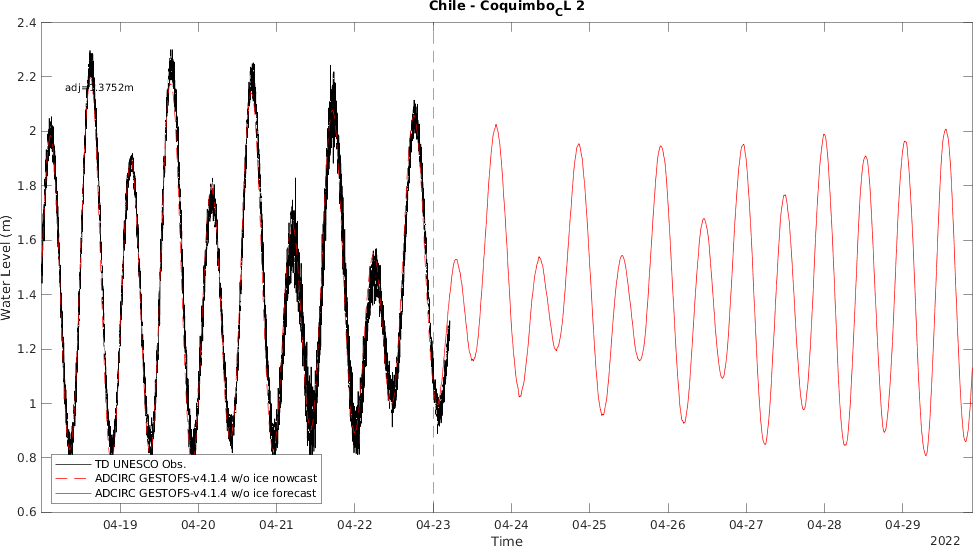 Chile - CoquimboCL 2
2.4
2.2
adj=1.3752m
2
1.8
1.6
1.4
1.2
1
0.8
0.6
Water Level (m)
TD UNESCO Obs.
ADCIRC GESTOFS-v4.1.4 w/o ice nowcast
ADCIRC GESTOFS-v4.1.4 w/o ice forecast
04-19 04-20 04-21 04-22 04-23 04-24 04-25 04-26 04-27 04-28 04-29
Time
2022